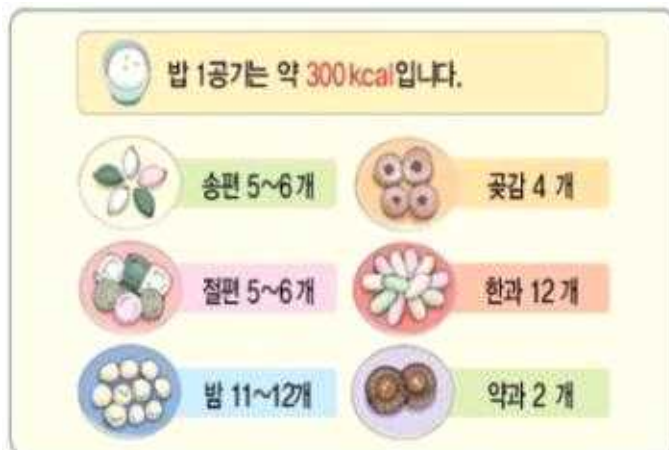 밥 1공기는 약 300kcal입니다.
송편 5~6 개
곶감 4 개
절편 5~6 개
한과 12 개
밤 11~12개
약과 2 개